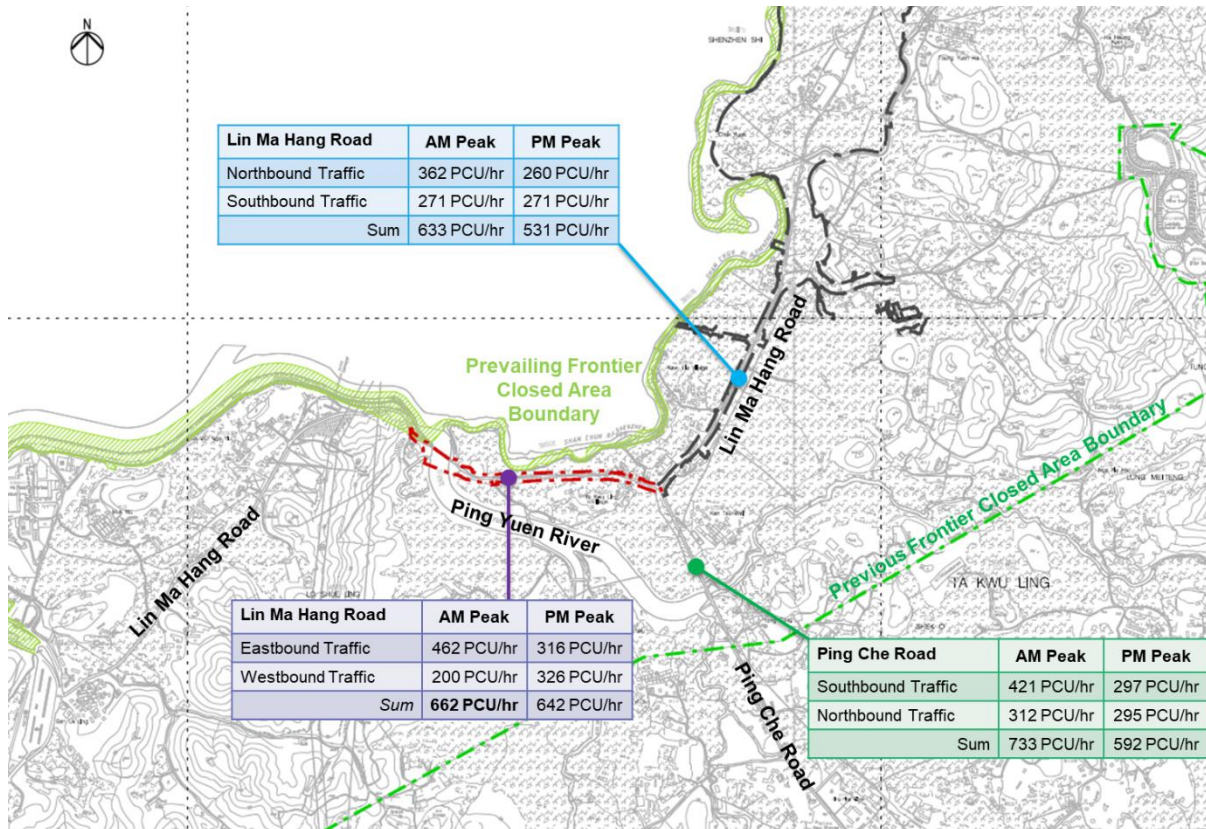 N
SHENZHEN SHI
Lin Ma Hang Road AM Peak PM Peak
Northbound Traffic 362 PCU/hr 260 PCU/hr
Southbound Traffic 271 PCU/hr 271 PCU/hr
Sum 633 PCU/hr 531 PCU/hr
Lin Ma Hang Road
Prevailing Frontier
Closed Area
Boundary
Previous Frontier Closed Area Boundary
LUNG MEITENG
Ping Yuen River
Lin Ma Hang Road
TA KWU LING
Lin Ma Hang Road AM Peak PM Peak
Eastbound Traffic 462 PCU/hr 316 PCU/hr
Westbound Traffic 200 PCU/hr 326 PCU/hr
Sum 662 PCU/hr 642 PCU/hr
Ping Che Road
Ping Che Road AM Peak PM Peak
Southbound Traffic 421 PCU/hr 297 PCU/hr
Northbound Traffic 312 PCU/hr 295 PCU/hr
Sum 733 PCU/hr 592 PCU/hr